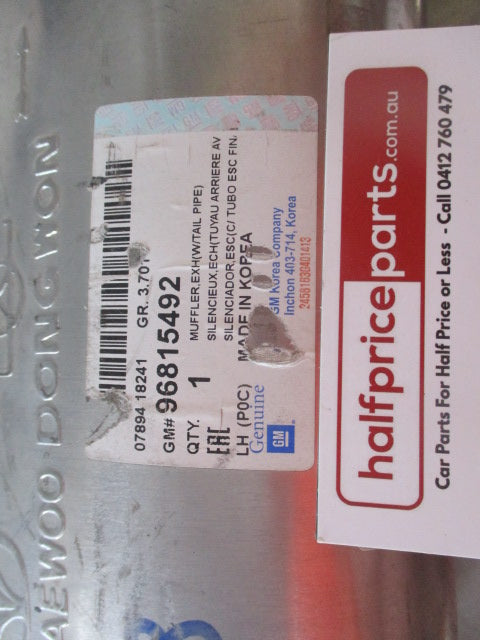 DAEWOO DONGWON
07894 18241 GR. 3.701
GM# 96815492
QTY. 1
MUFFLER,EXH(W/TAIL PIPE)
SILENCIEUX,ECH(TUYAU ARRIERE AV
SILENCIADOR,ESC(C/ TUBO ESC FIN.
EAC
LH (P0C) MADE IN KOREA
Genuine
GM
GM Korea Company
Inchon 403-714, Korea
halfpriceparts.com.au
Car Parts For Half Price or Less - Call 0412 760 479